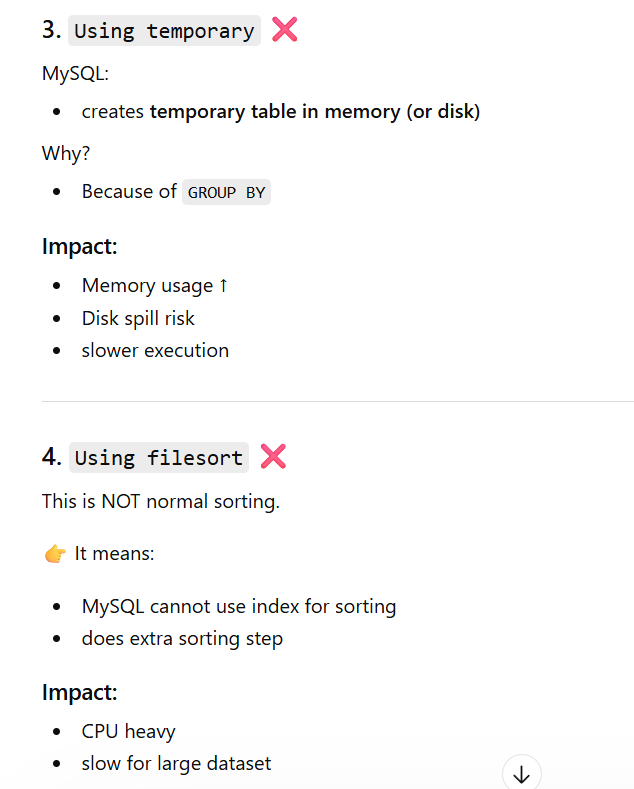 3. Using temporary ❌
MySQL:
• creates temporary table in memory (or disk)
Why?
• Because of GROUP BY
Impact:
• Memory usage ↑
• Disk spill risk
• slower execution
4. Using filesort ❌
This is NOT normal sorting.
👉 It means:
• MySQL cannot use index for sorting
• does extra sorting step
Impact:
• CPU heavy
• slow for large dataset